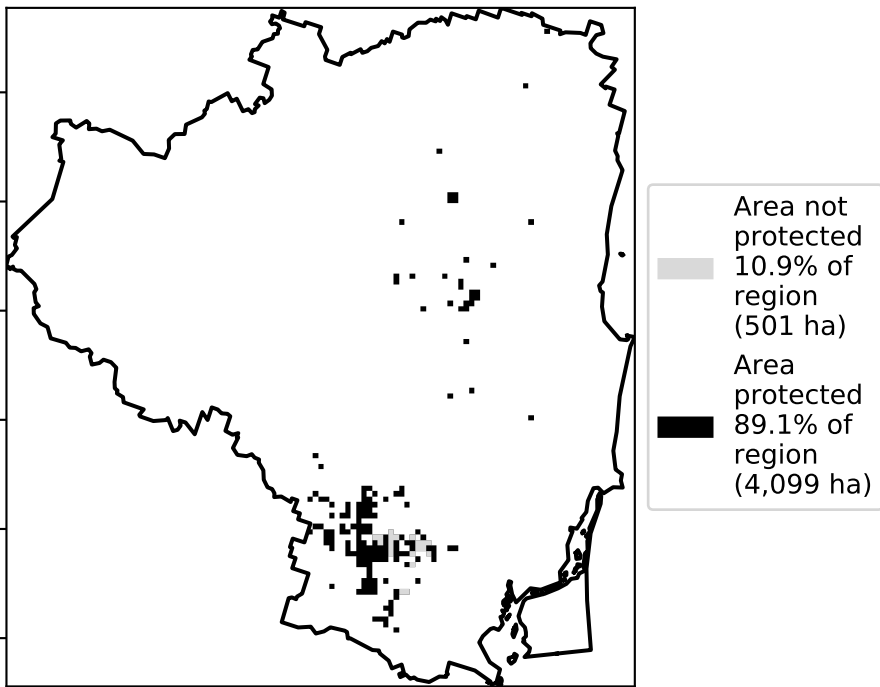 Area not
protected
10.9% of
region
(501 ha)
Area
protected
89.1% of
region
(4,099 ha)